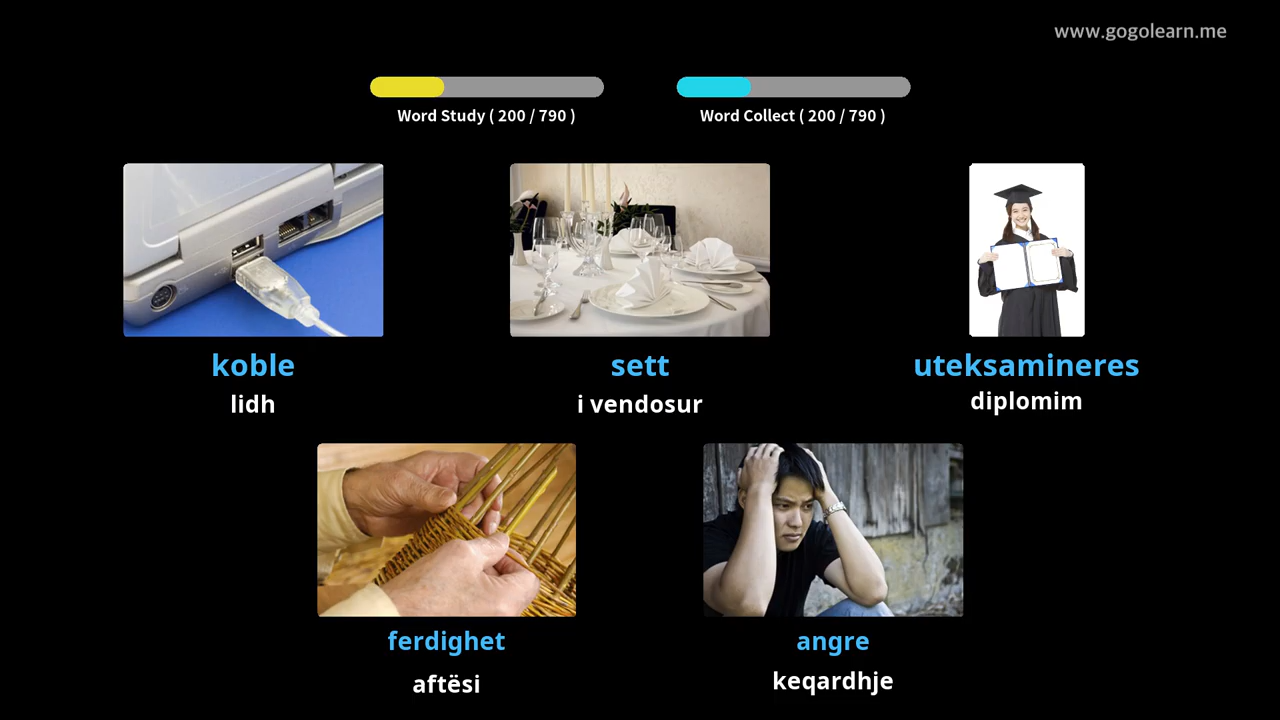 www.gogolearn.me
Word Study ( 200 / 790 )
Word Collect ( 200 / 790 )
koble
lidh
sett
i vendosur
uteksamineres
diplomim
ferdighet
aftësi
angre
keqardhje